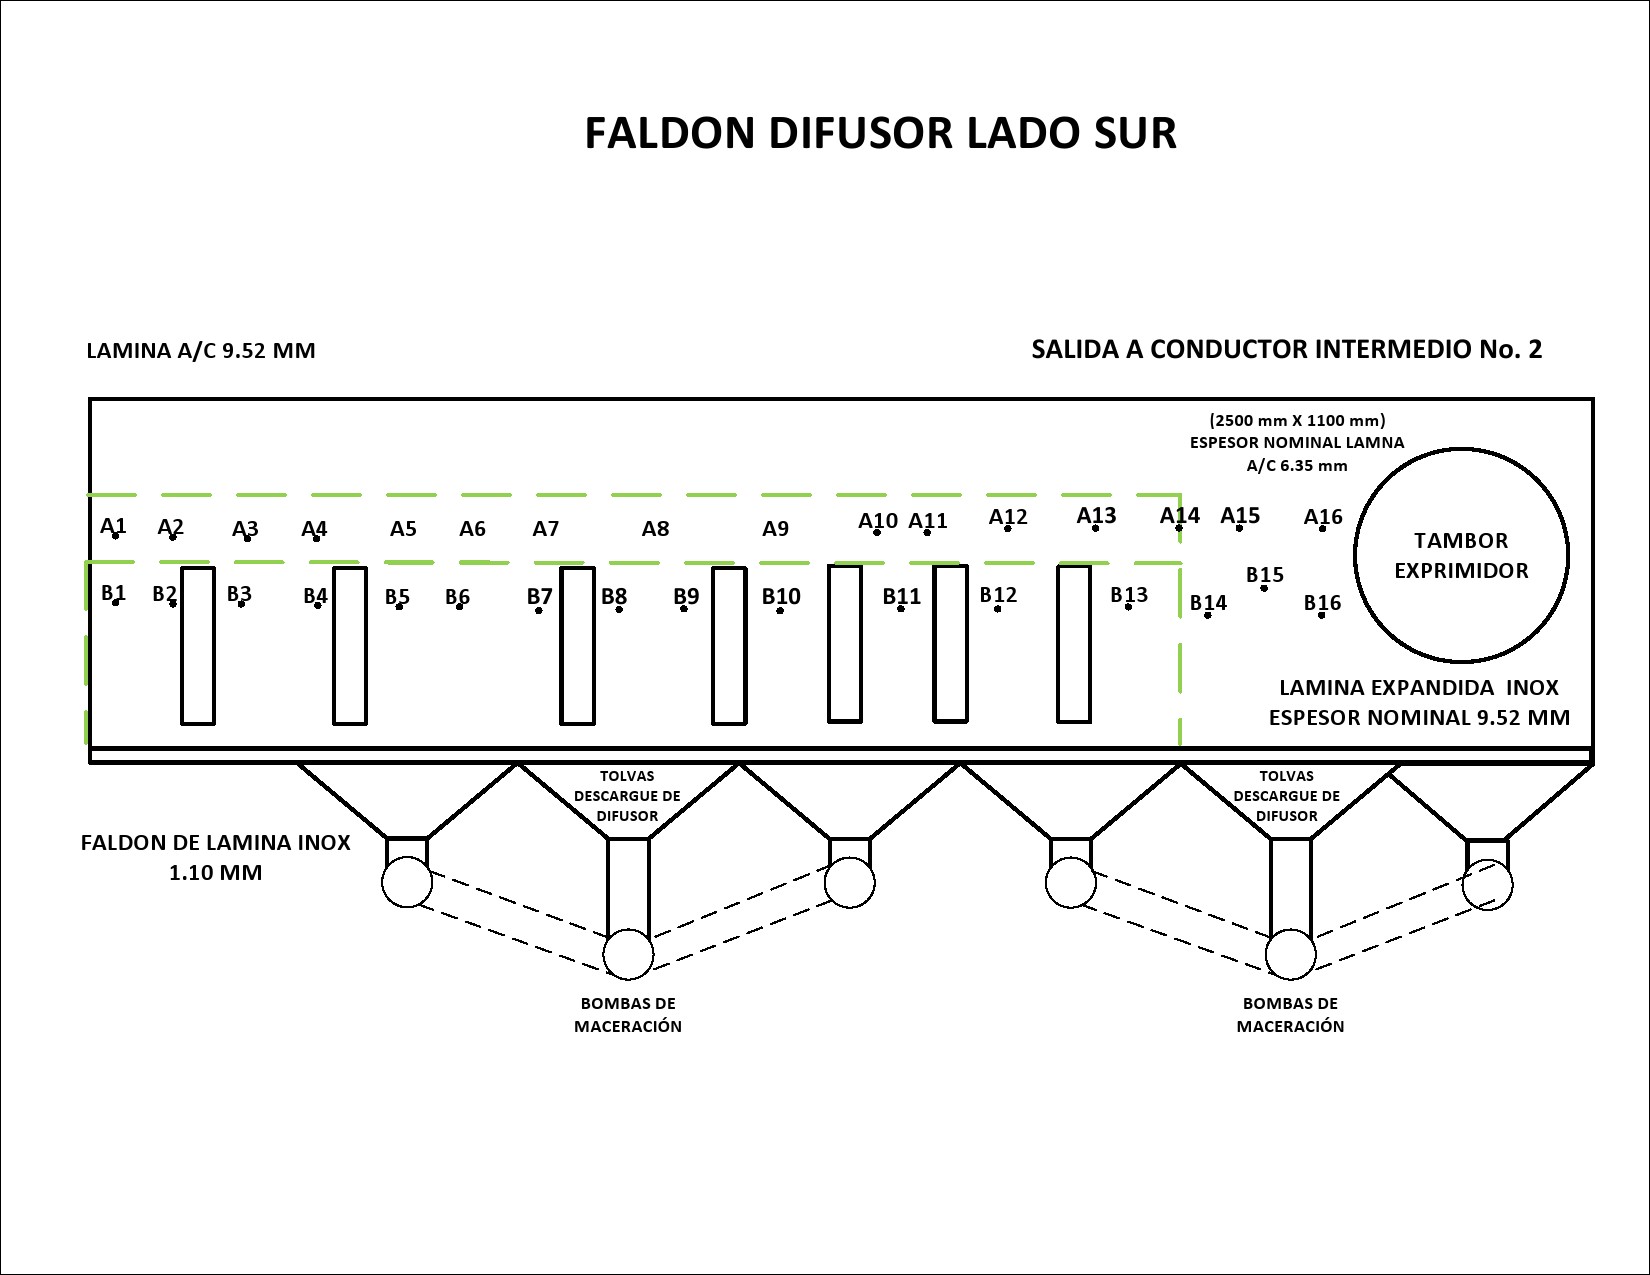 FALDON DIFUSOR LADO SUR
LAMINA A/C 9.52 MM
SALIDA A CONDUCTOR INTERMEDIO No. 2
(2500 mm X 1100 mm)
ESPESOR NOMINAL LAMNA
A/C 6.35 mm
A1 A2 A3 A4 A5 A6 A7 A8 A9 A10 A11 A12 A13 A14 A15 A16
TAMBOR
EXPRIMIDOR
B1 B2 B3 B4 B5 B6 B7 B8 B9 B10 B11 B12 B13 B14 B15 B16
LAMINA EXPANDIDA INOX
ESPESOR NOMINAL 9.52 MM
TOLVAS
DESCARGUE DE
DIFUSOR
TOLVAS
DESCARGUE DE
DIFUSOR
FALDON DE LAMINA INOX
1.10 MM
BOMBAS DE
MACERACIÓN
BOMBAS DE
MACERACIÓN